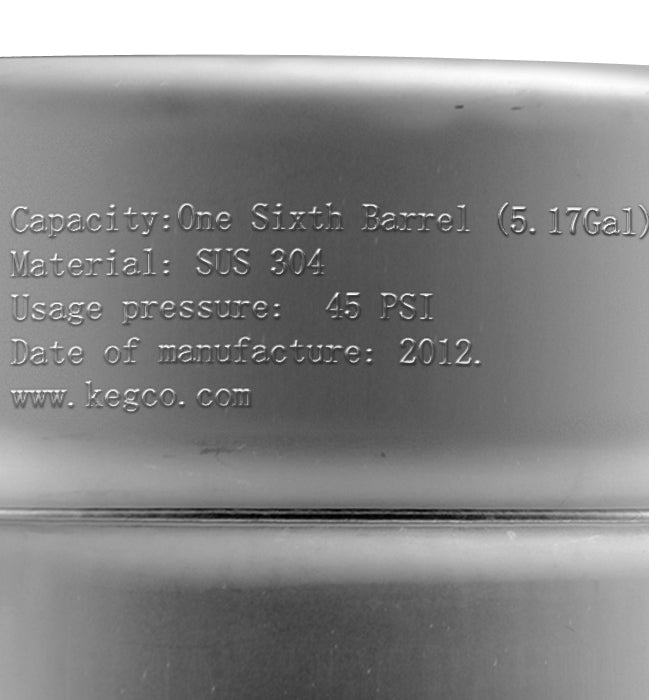 Capacity:One Sixth Barrel (5.17Gal)
Material: SUS 304
Usage pressure: 45 PSI
Date of manufacture: 2012.
www.kegco.com